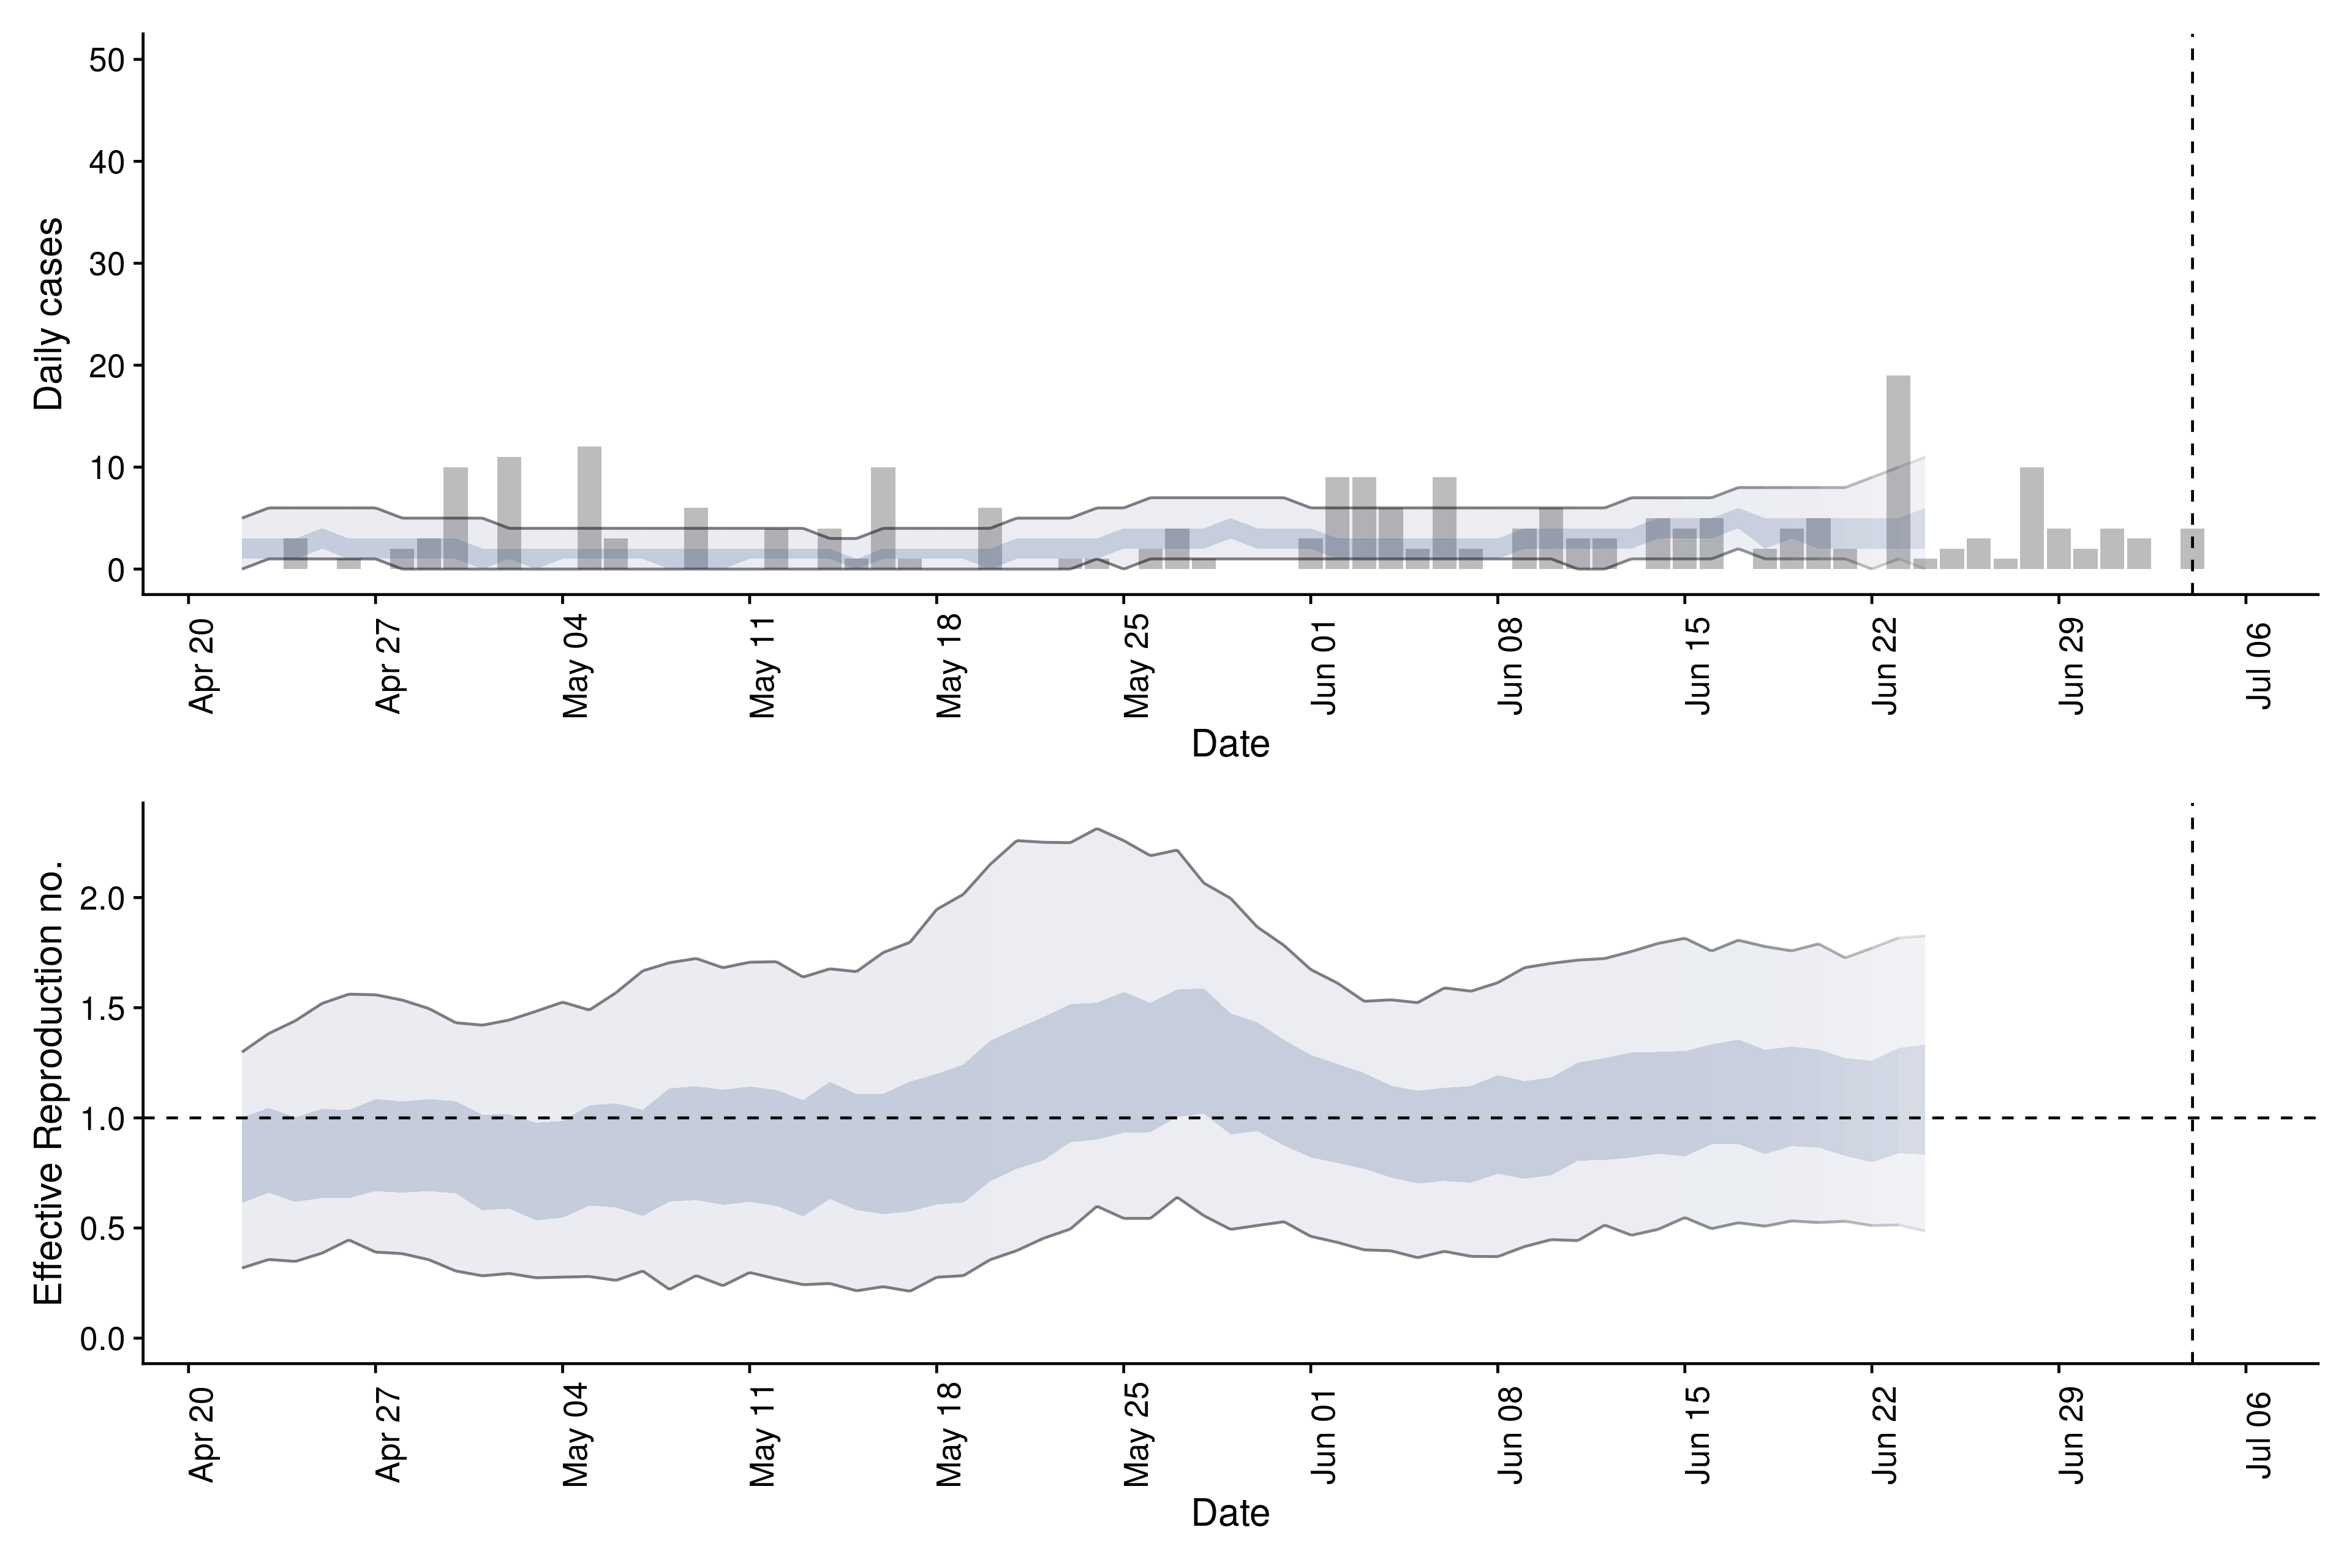 50
40
30
20
10
0
Daily cases
Apr 20
Apr 27
May 04
May 11
May 18
May 25
Jun 01
Jun 08
Jun 15
Jun 22
Jun 29
Jul 06
Date
2.0
1.5
1.0
0.5
0.0
Effective Reproduction no.
Apr 20
Apr 27
May 04
May 11
May 18
May 25
Jun 01
Jun 08
Jun 15
Jun 22
Jun 29
Jul 06
Date